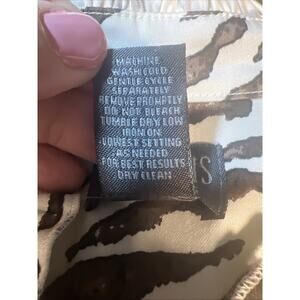 MACHINE
WASH COLD
GENTLE CYCLE
SEPARATELY
REMOVE PROMPTLY
DO NOT BLEACH
TUMBLE DRY LOW
IRON ON
LOWEST SETTING
AS NEEDED
FOR BEST RESULTS
DRY CLEAN